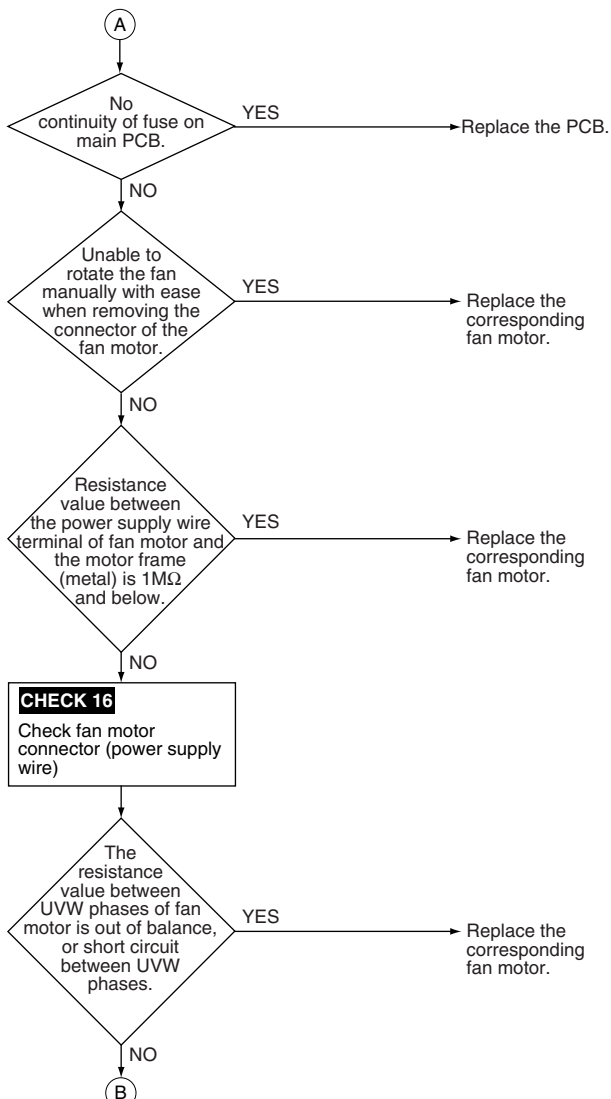 A
No
continuity of fuse on
main PCB.
YES
Replace the PCB.
NO
Unable to
rotate the fan
manually with ease
when removing the
connector of the
fan motor.
YES
Replace the
corresponding
fan motor.
NO
Resistance
value between
the power supply wire
terminal of fan motor and
the motor frame
(metal) is 1MΩ
and below.
YES
Replace the
corresponding
fan motor.
NO
CHECK 16
Check fan motor
connector (power supply
wire)
The
resistance
value between
UVW phases of fan
motor is out of balance,
or short circuit
between UVW
phases.
YES
Replace the
corresponding
fan motor.
NO
B